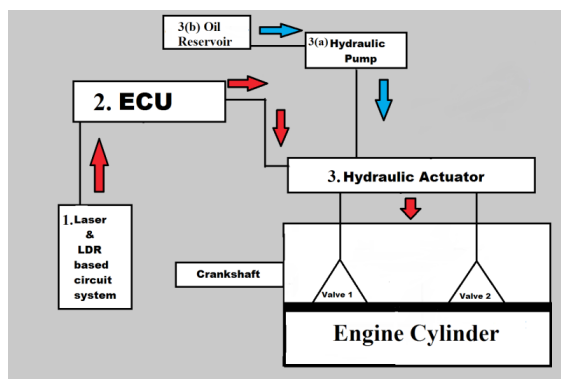 3(b) Oil
Reservoir
3(a) Hydraulic
Pump
2. ECU
3. Hydraulic Actuator
1. Laser
&
LDR
based
circuit
system
Crankshaft
Valve 1
Valve 2
Engine Cylinder